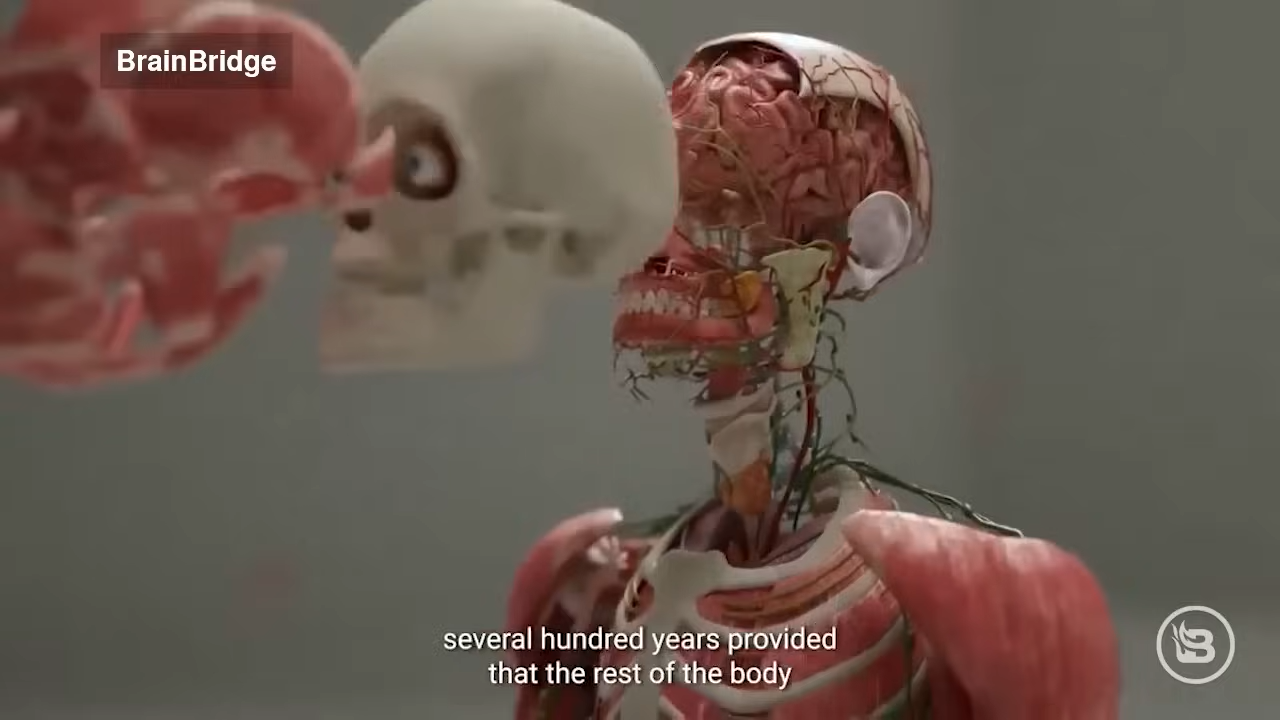 BrainBridge
several hundred years provided
that the rest of the body